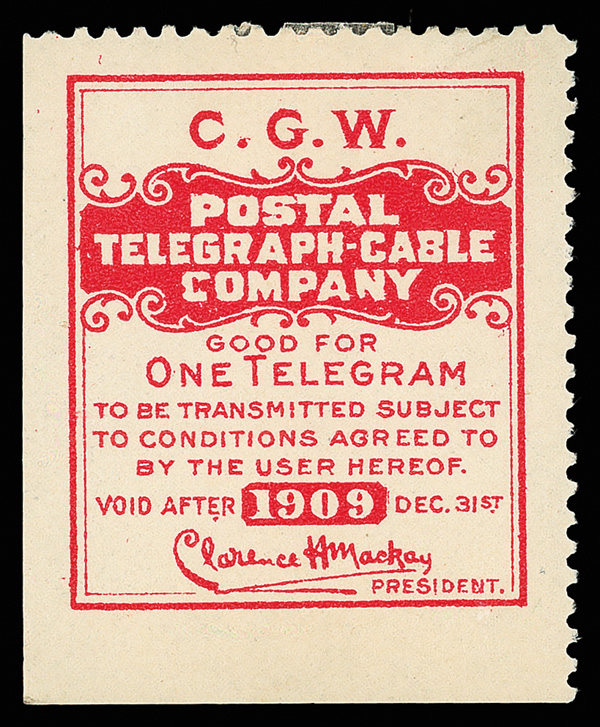 C. G. W.
POSTAL
TELEGRAPH-CABLE
COMPANY
GOOD FOR
ONE TELEGRAM
TO BE TRANSMITTED SUBJECT
TO CONDITIONS AGREED TO
BY THE USER HEREOF.
VOID AFTER 1909 DEC. 31ST
Clarence H Mackay
PRESIDENT.